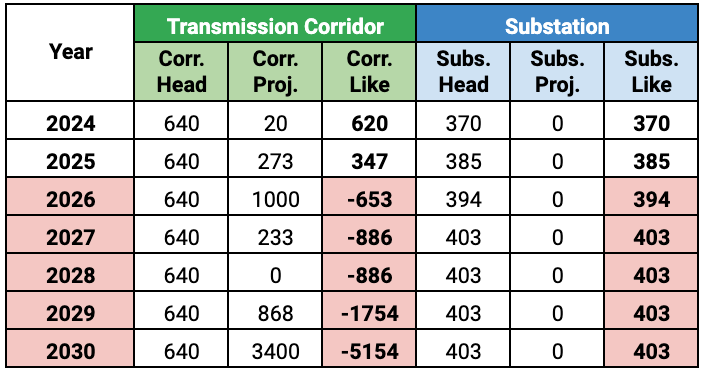 Year Transmission Corridor Substation
Corr. Head Corr. Proj. Corr. Like Subs. Head Subs. Proj. Subs. Like
2024 640 20 620 370 0 370
2025 640 273 347 385 0 385
2026 640 1000 -653 394 0 394
2027 640 233 -886 403 0 403
2028 640 0 -886 403 0 403
2029 640 868 -1754 403 0 403
2030 640 3400 -5154 403 0 403